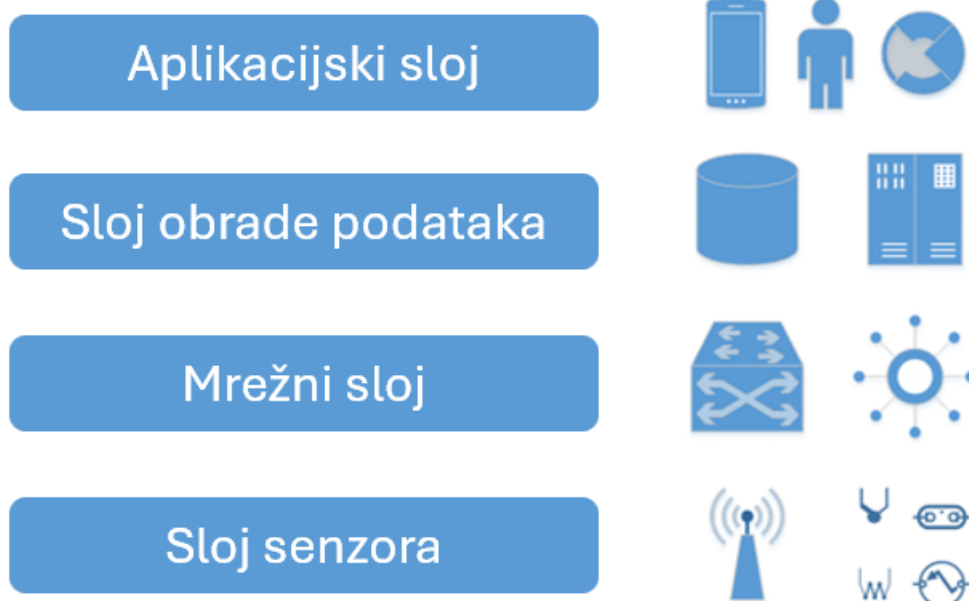 Aplikacijski sloj
Sloj obrade podataka
Mrežni sloj
Sloj senzora